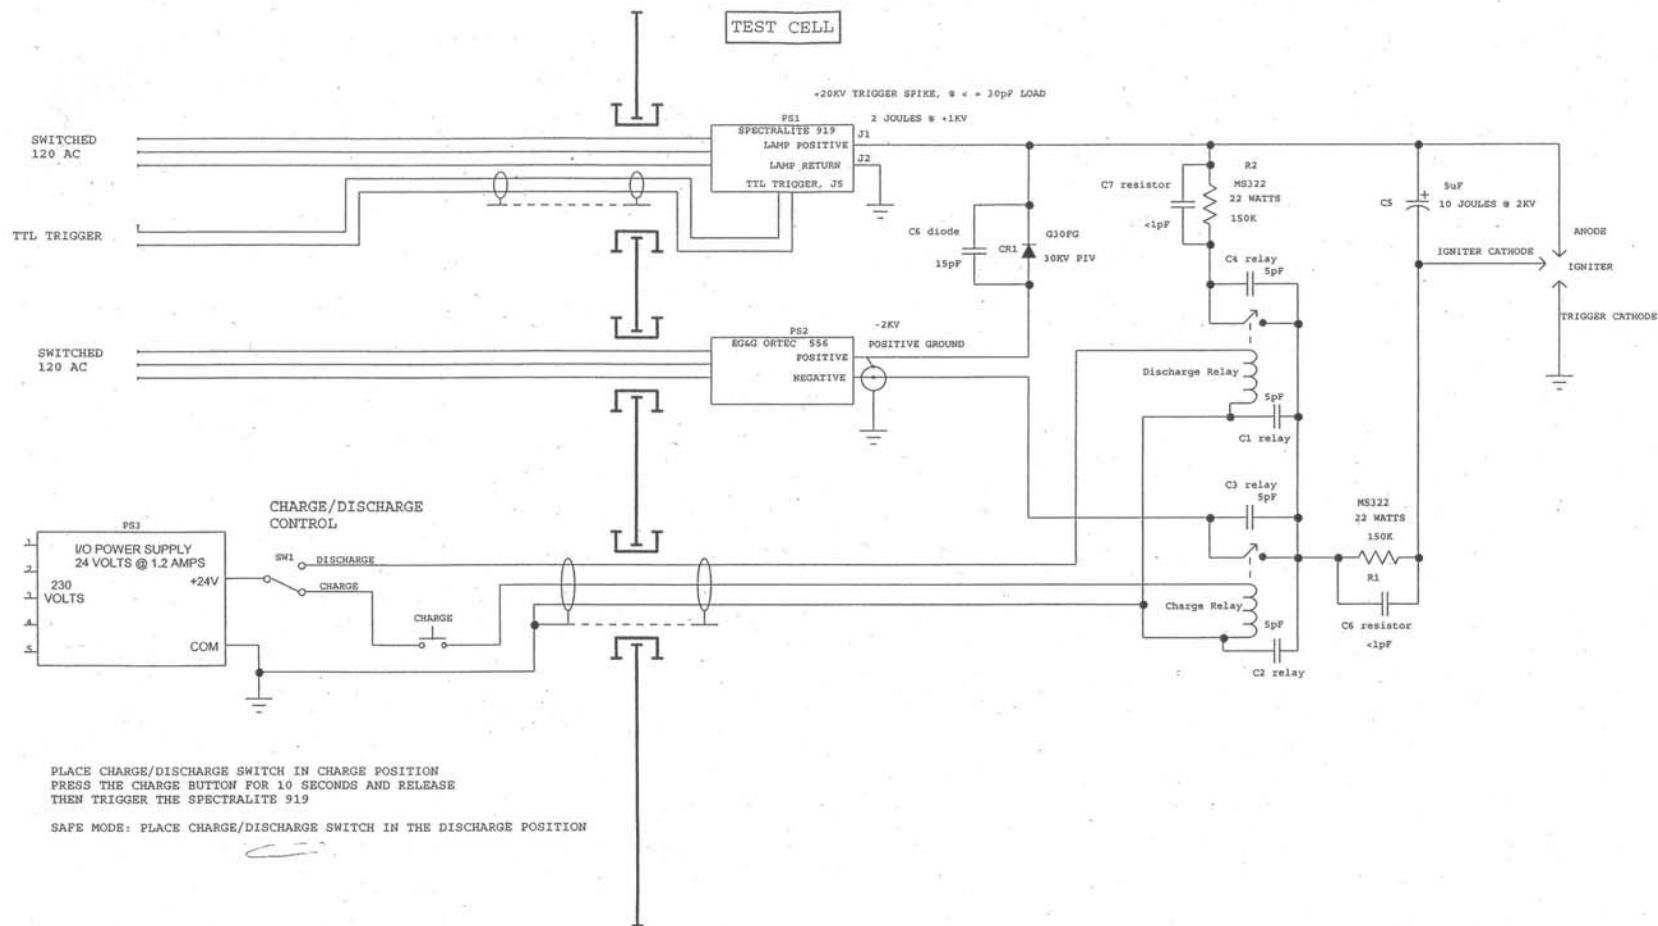 TEST CELL
+20KV TRIGGER SPIKE, @ < = 30pF LOAD
2 JOULES @ +1KV
PS1
SPECTRALITE 919
J1
LAMP POSITIVE
J2
LAMP RETURN
TTL TRIGGER, J5
SWITCHED
120 AC
TTL TRIGGER
R2
MS322
22 WATTS
150K
C7 resistor
<1pF
5uF
+
C5
10 JOULES @ 2KV
ANODE
IGNITER CATHODE
IGNITER
TRIGGER CATHODE
C6 diode
15pF
CR1
G30FG
30KV PIV
C4 relay
5pF
SWITCHED
120 AC
PS2
-2KV
EG&G ORTEC 556
POSITIVE GROUND
POSITIVE
NEGATIVE
Discharge Relay
5pF
C1 relay
C3 relay
5pF
MS322
22 WATTS
150K
R1
C6 resistor
<1pF
Charge Relay
5pF
C2 relay
CHARGE/DISCHARGE
CONTROL
PS3
I/O POWER SUPPLY
24 VOLTS @ 1.2 AMPS
+24V
230
VOLTS
COM
1
2
3
4
5
SW1
DISCHARGE
CHARGE
CHARGE
PLACE CHARGE/DISCHARGE SWITCH IN CHARGE POSITION
PRESS THE CHARGE BUTTON FOR 10 SECONDS AND RELEASE
THEN TRIGGER THE SPECTRALITE 919
SAFE MODE: PLACE CHARGE/DISCHARGE SWITCH IN THE DISCHARGE POSITION